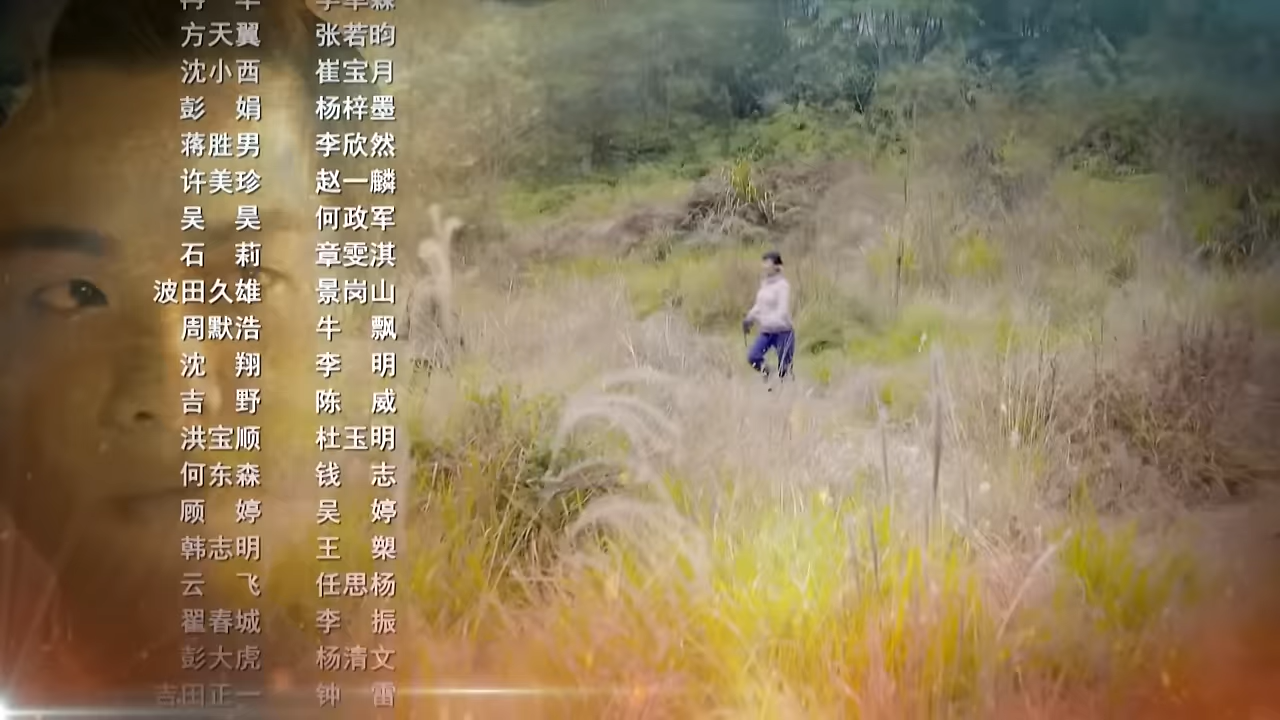 方天翼 张若昀
沈小西 崔宝月
彭娟 杨梓墨
蒋胜男 李欣然
许美珍 赵一麟
吴昊 何政军
石莉 章雯淇
波田久雄 景岗山
周默浩 牛飘
沈翔 李明
吉野 陈威
洪宝顺 杜玉明
何东森 钱志
顾婷 吴婷
韩志明 王槊
云飞 任思杨
翟春城 李振
彭大虎 杨清文
吉田正一 钟雷